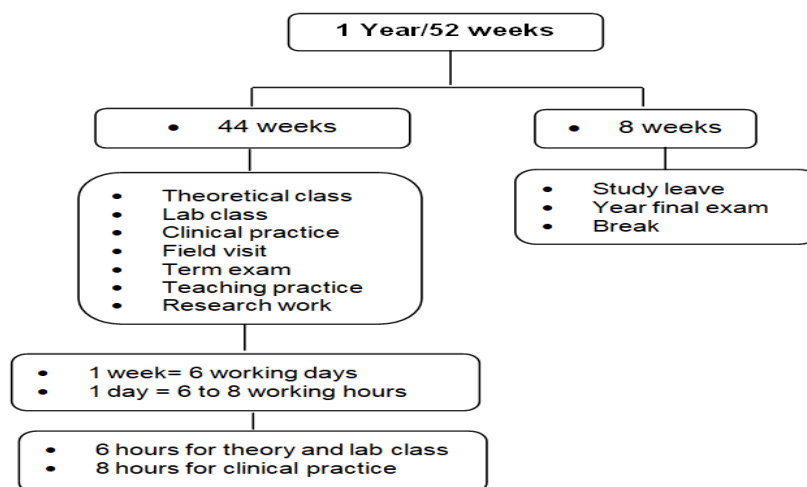 1 Year/52 weeks
• 44 weeks
• 8 weeks
• Theoretical class
• Lab class
• Clinical practice
• Field visit
• Term exam
• Teaching practice
• Research work
• Study leave
• Year final exam
• Break
• 1 week= 6 working days
• 1 day = 6 to 8 working hours
• 6 hours for theory and lab class
• 8 hours for clinical practice